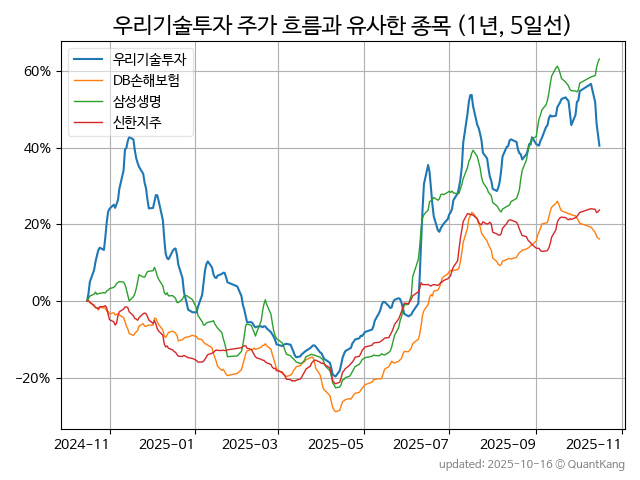 우리기술투자 주가 흐름과 유사한 종목 (1년, 5일선)
우리기술투자
DB손해보험
삼성생명
신한지주
60%
40%
20%
0%
−20%
2024-11 2025-01 2025-03 2025-05 2025-07 2025-09 2025-11
updated: 2025-10-16 © QuantKang